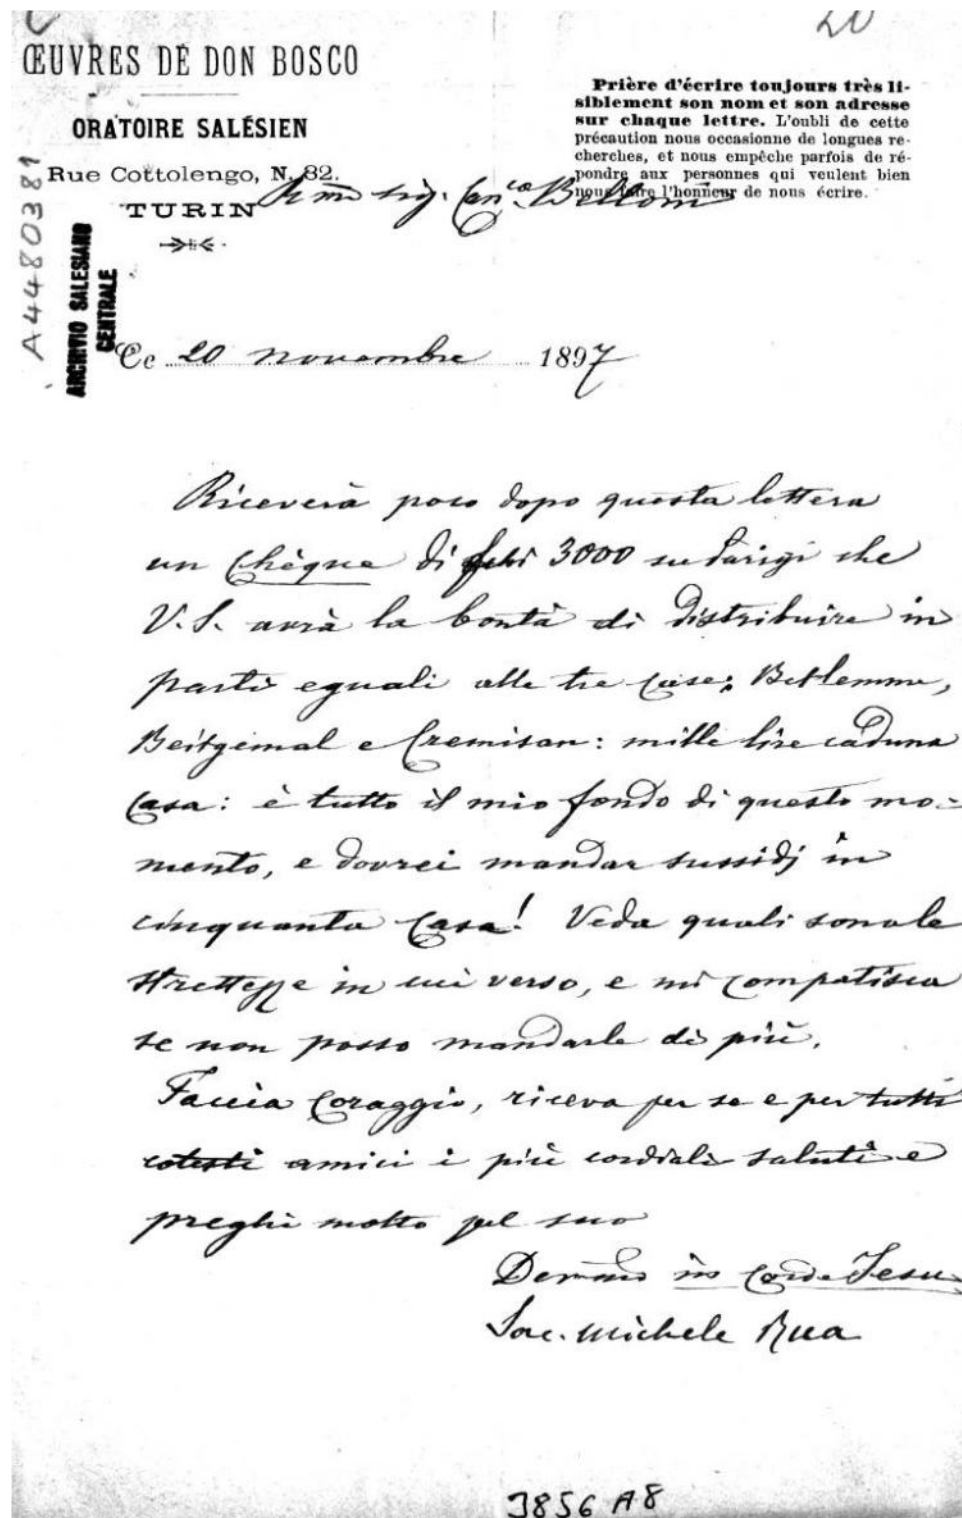 20
ŒUVRES DE DON BOSCO
ORATOIRE SALÉSIEN
Rue Cottolengo, N. 32.
TURIN
Prière d'écrire toujours très li-
siblement son nom et son adresse
sur chaque lettre. L'oubli de cette
précaution nous occasionne de longues re-
cherches, et nous empêche parfois de ré-
pondre aux personnes qui veulent bien
nous faire l'honneur de nous écrire.
A4480381
ARCHIVIO SALESIANO
CENTRALE
R.mo Sig. Can.co Belloni
Ce 20 novembre 1897
Riceverà poco dopo questa lettera
un chèque di 3000 su Parigi che
V. S. avrà la bontà di distribuire in
parti eguali alle tre case: Betlemme,
Beitgemal e Cremisan: mille lire caduna
casa: è tutto il mio fondo di questo mo-
mento, e dovrei mandar sussidj in
cinquanta case! Veda quali sono le
strettezze in cui verso, e mi compatisca
se non posso mandarle di più.
Faccia coraggio, riceva per se e per tutti
cotesti amici i più cordiali saluti e
preghi molto pel suo
in Corde Jesu
Sac. Michele Rua
3856 A8